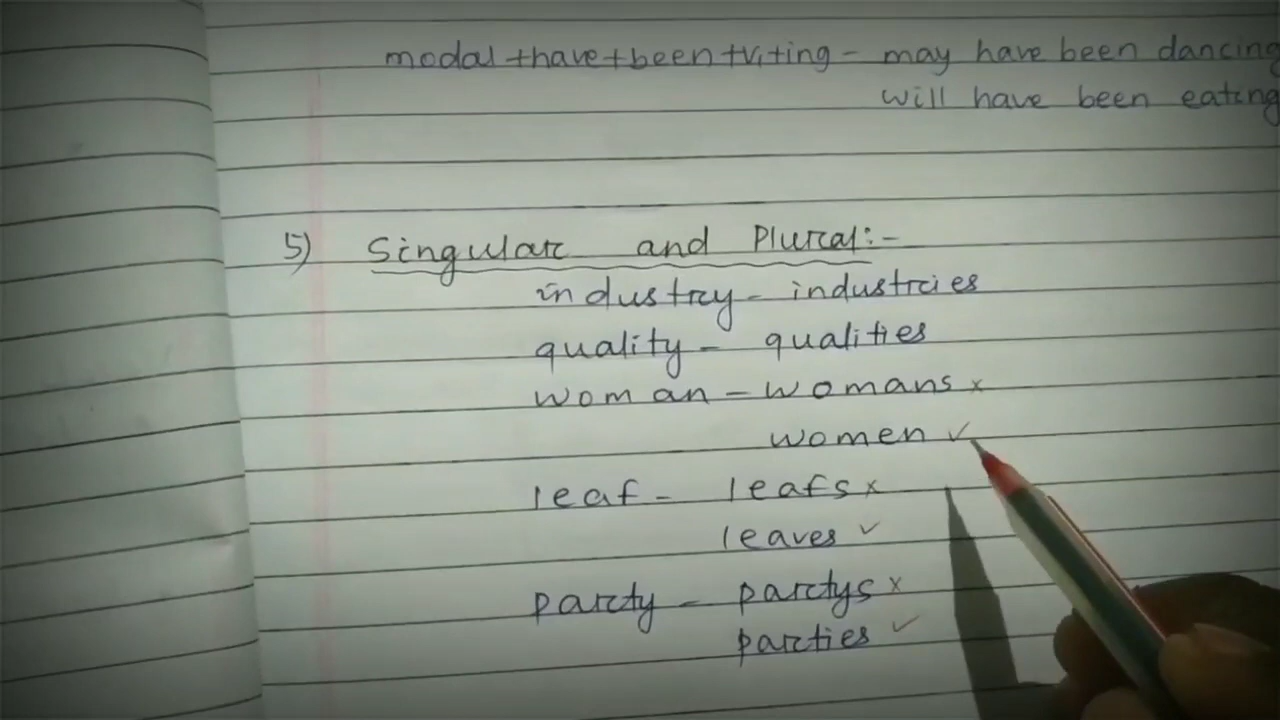 modal+have+been+v1+ing - may have been dancing
will have been eating
5) Singular and Plural:-
industry - industries
quality - qualities
woman - womans ×
women ✓
leaf - leafs ×
leaves ✓
party - partys ×
parties ✓